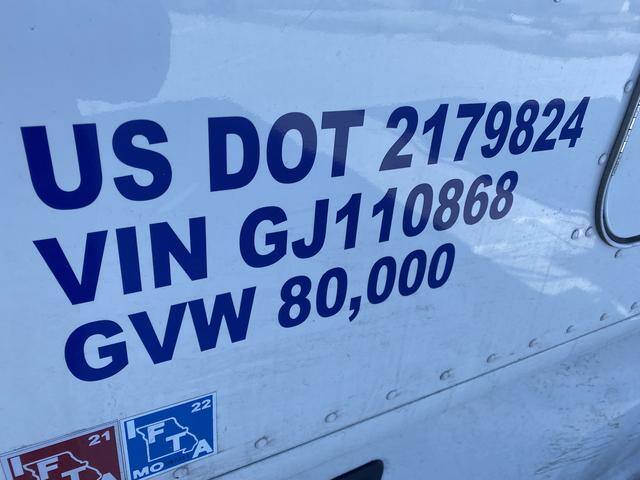 US DOT 2179824
VIN GJ110868
GVW 80,000
21
IFTA
22
IFTA
MO